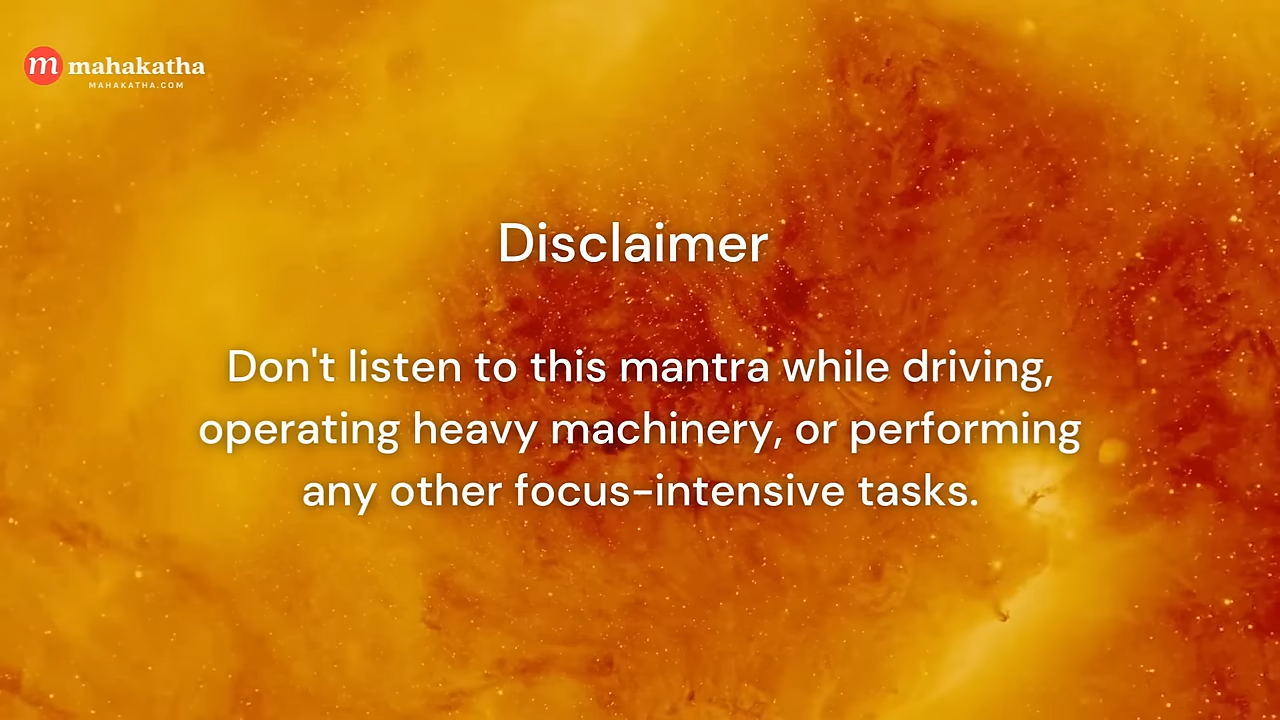 m mahakatha
MAHAKATHA.COM
Disclaimer
Don't listen to this mantra while driving,
operating heavy machinery, or performing
any other focus-intensive tasks.